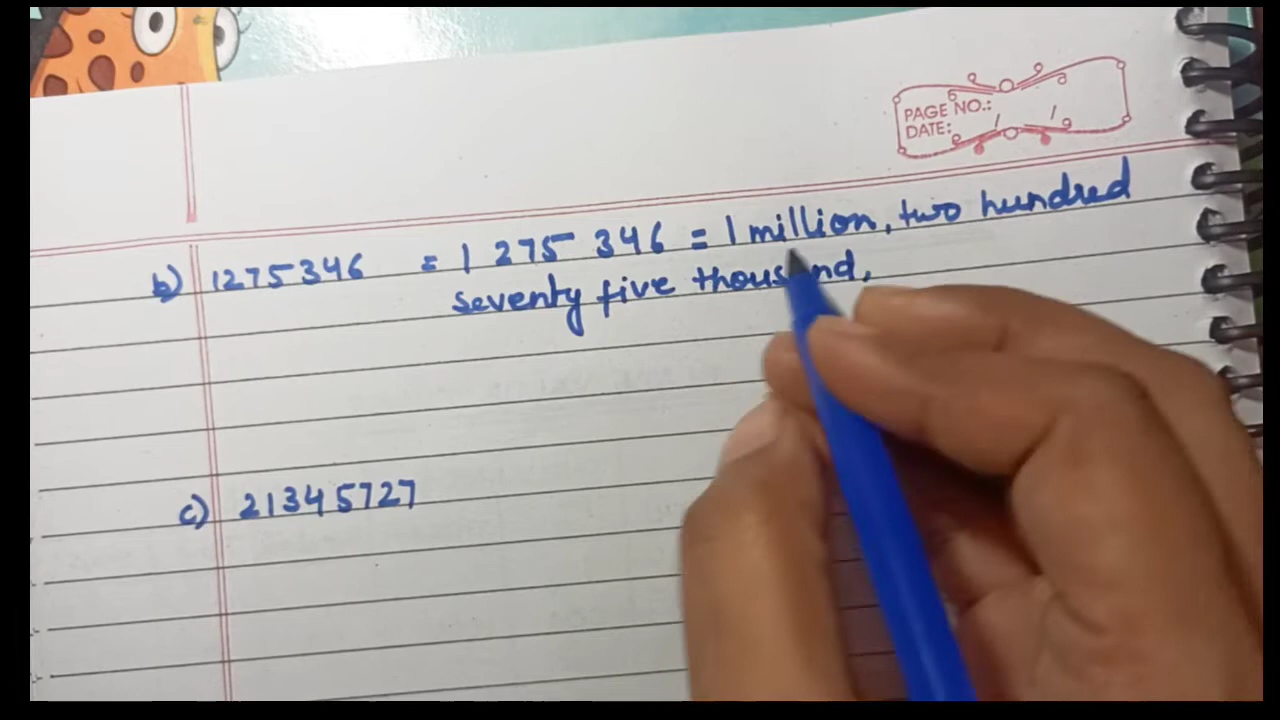 PAGE NO.:
DATE: / /
b) 1275346 = 1 275 346 = 1 million, two hundred
seventy five thousand,
c) 21345727